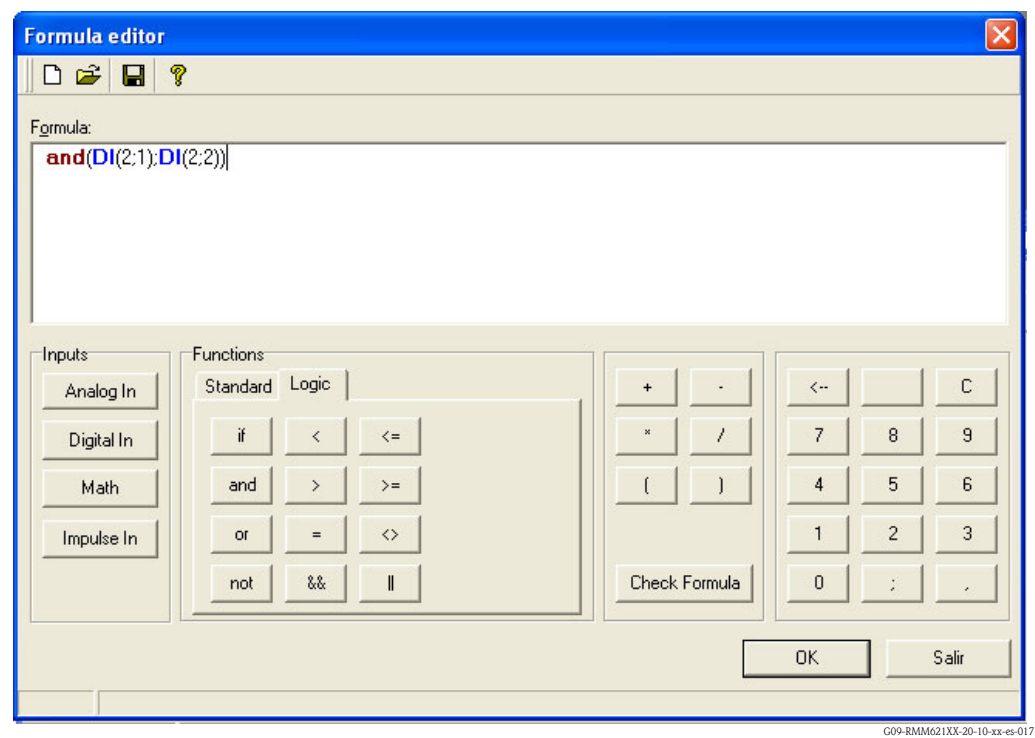 Formula editor
Formula:
and(DI(2;1);DI(2;2))
Inputs
Analog In
Digital In
Math
Impulse In
Functions
Standard Logic
if < <=
and > >=
or = <>
not && ||
+ -
* /
( )
Check Formula
<-- C
7 8 9
4 5 6
1 2 3
0 ; ,
OK Salir
G09-RMM621XX-20-10-xx-es-017